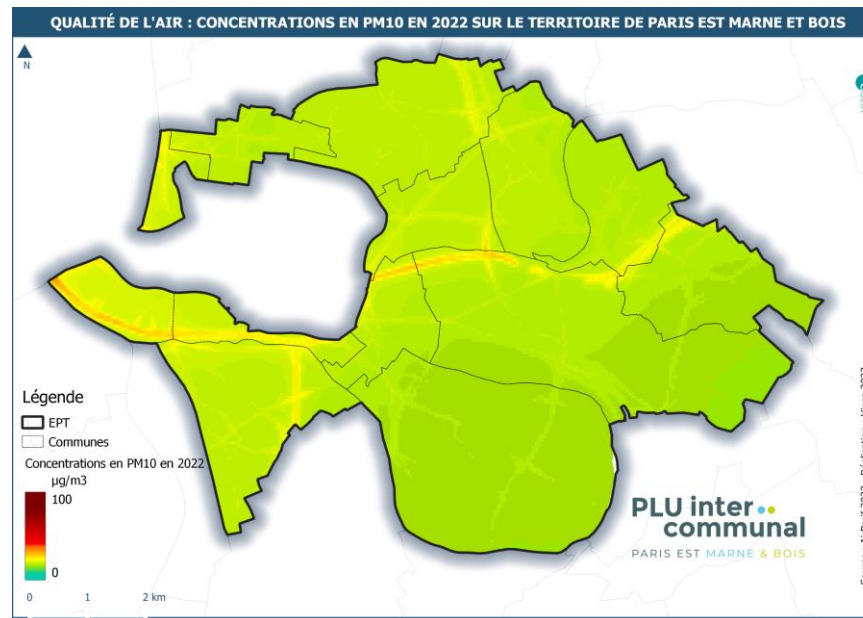 QUALITÉ DE L'AIR : CONCENTRATIONS EN PM10 EN 2022 SUR LE TERRITOIRE DE PARIS EST MARNE ET BOIS
N
Légende
EPT
Communes
Concentrations en PM10 en 2022
µg/m3
100
0
0 1 2 km
PLU inter
communal
PARIS EST MARNE & BOIS